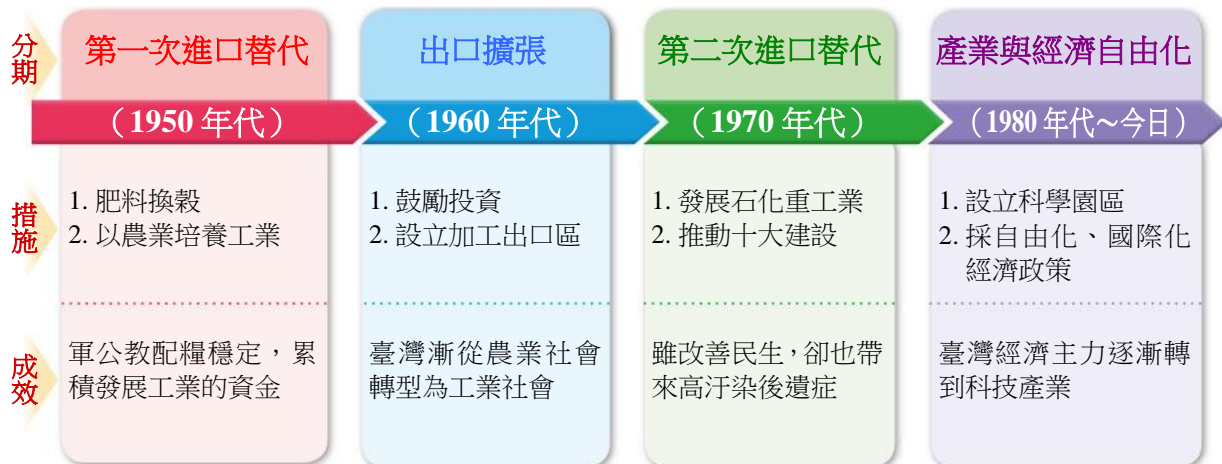 分期
第一次進口替代
出口擴張
第二次進口替代
產業與經濟自由化
（1950 年代）
（1960 年代）
（1970 年代）
（1980 年代～今日）
措施
1. 肥料換穀
2. 以農業培養工業
1. 鼓勵投資
2. 設立加工出口區
1. 發展石化重工業
2. 推動十大建設
1. 設立科學園區
2. 採自由化、國際化
經濟政策
成效
軍公教配糧穩定，累
積發展工業的資金
臺灣漸從農業社會
轉型為工業社會
雖改善民生，卻也帶
來高汙染後遺症
臺灣經濟主力逐漸轉
到科技產業